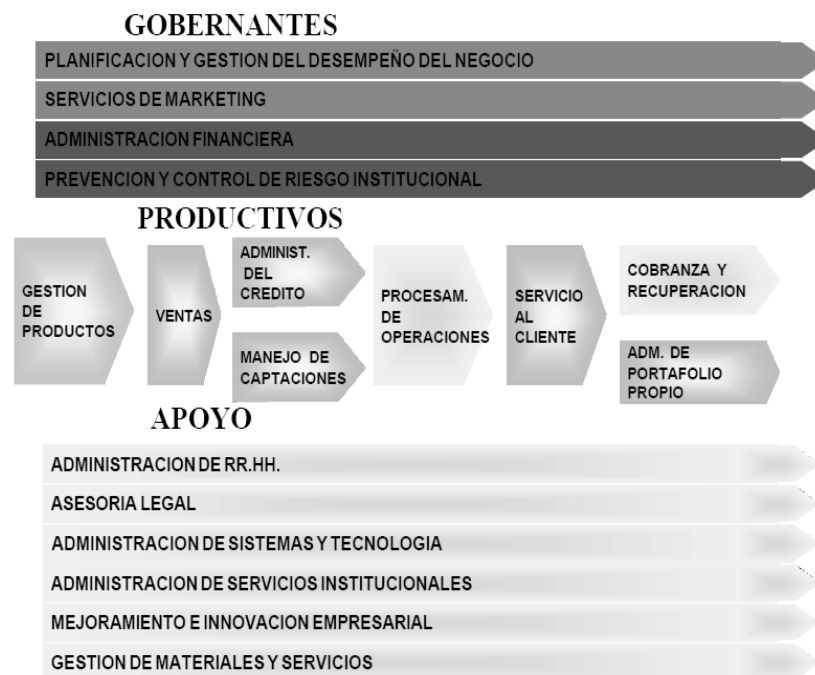 GOBERNANTES
PLANIFICACION Y GESTION DEL DESEMPEÑO DEL NEGOCIO
SERVICIOS DE MARKETING
ADMINISTRACION FINANCIERA
PREVENCION Y CONTROL DE RIESGO INSTITUCIONAL
PRODUCTIVOS
GESTION
DE
PRODUCTOS
VENTAS
ADMINIST.
DEL
CREDITO
MANEJO DE
CAPTACIONES
PROCESAM.
DE
OPERACIONES
SERVICIO
AL
CLIENTE
COBRANZA Y
RECUPERACION
ADM. DE
PORTAFOLIO
PROPIO
APOYO
ADMINISTRACION DE RR.HH.
ASESORIA LEGAL
ADMINISTRACION DE SISTEMAS Y TECNOLOGIA
ADMINISTRACION DE SERVICIOS INSTITUCIONALES
MEJORAMIENTO E INNOVACION EMPRESARIAL
GESTION DE MATERIALES Y SERVICIOS